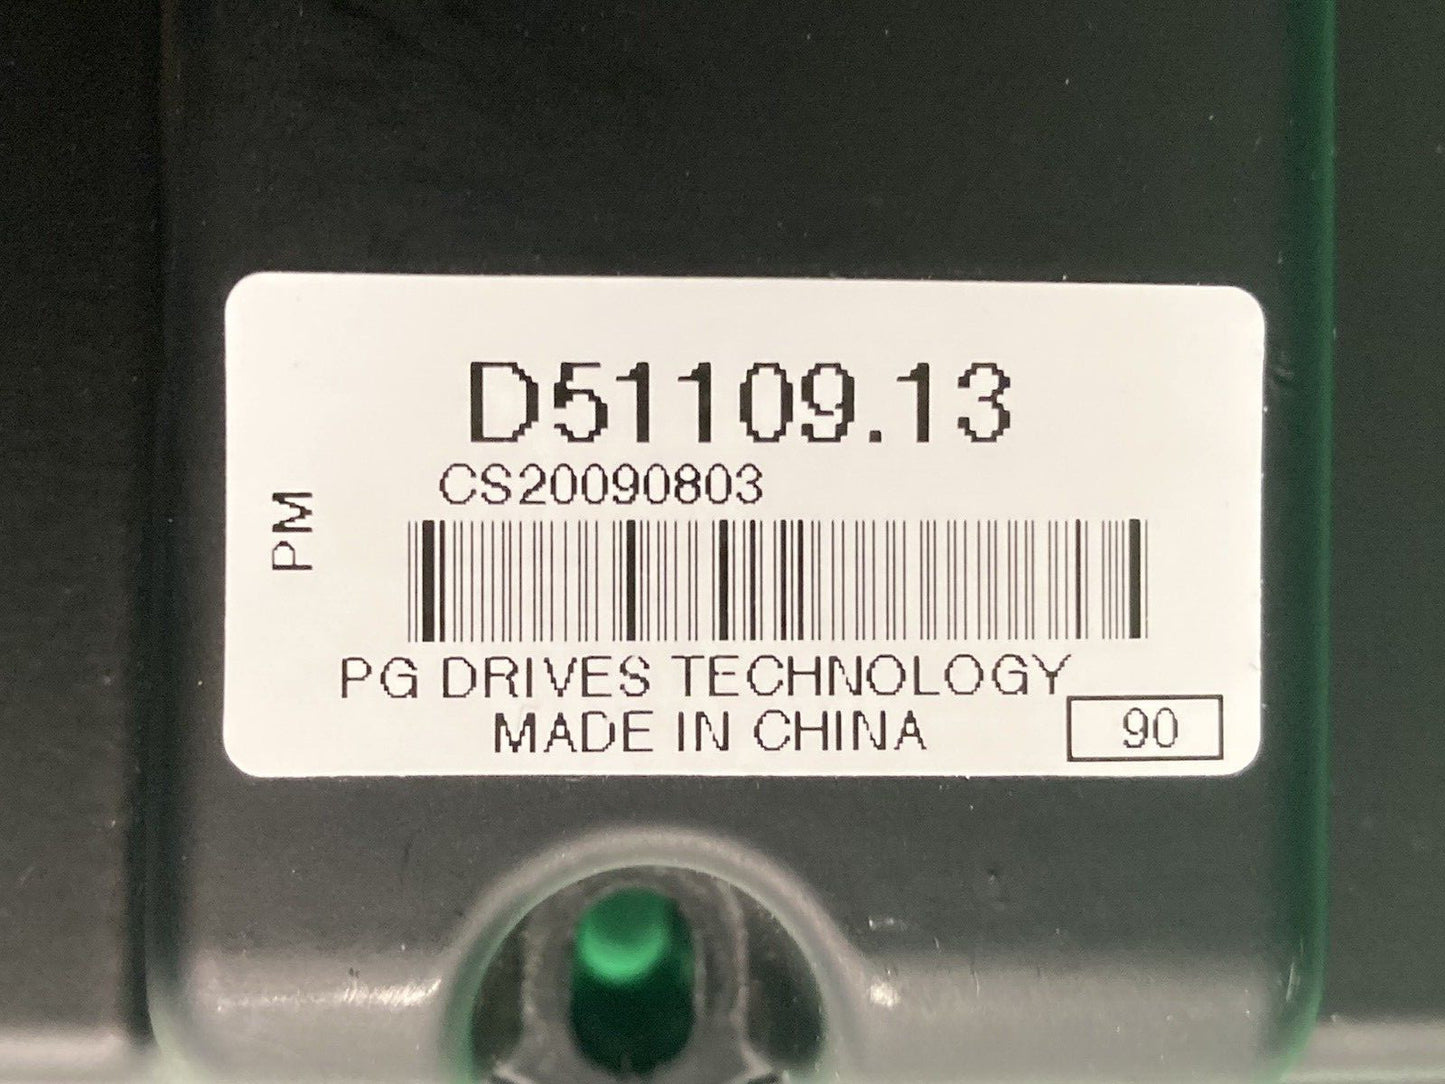 D51109.13
CS20090803
PM
PG DRIVES TECHNOLOGY
MADE IN CHINA
90